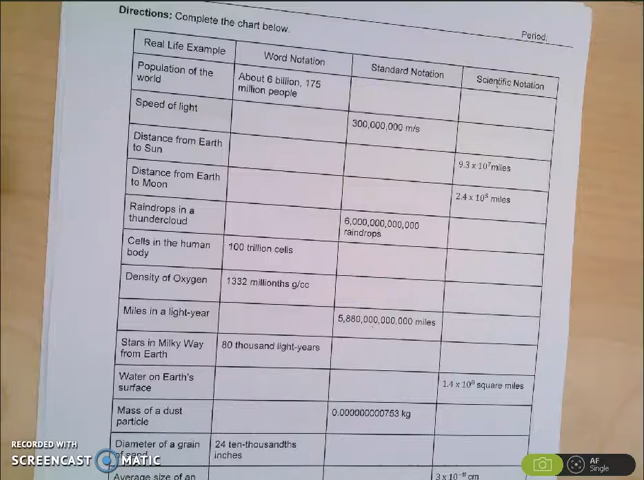 Directions: Complete the chart below.
Period:
Real Life Example
Word Notation
Standard Notation
Scientific Notation
Population of the
world
About 6 billion, 175
million people
Speed of light
300,000,000 m/s
Distance from Earth
to Sun
9.3 x 10⁷miles
Distance from Earth
to Moon
2.4 x 10⁵ miles
Raindrops in a
thundercloud
6,000,000,000,000
raindrops
Cells in the human
body
100 trillion cells
Density of Oxygen
1332 millionths g/cc
Miles in a light-year
5,880,000,000,000 miles
Stars in Milky Way
from Earth
80 thousand light-years
Water on Earth's
surface
1.4 x 10⁸ square miles
Mass of a dust
particle
0.000000000753 kg
Diameter of a grain
of sand
24 ten-thousandths
inches
Average size of an
cm
RECORDED WITH
SCREENCAST MATIC
AF
Single